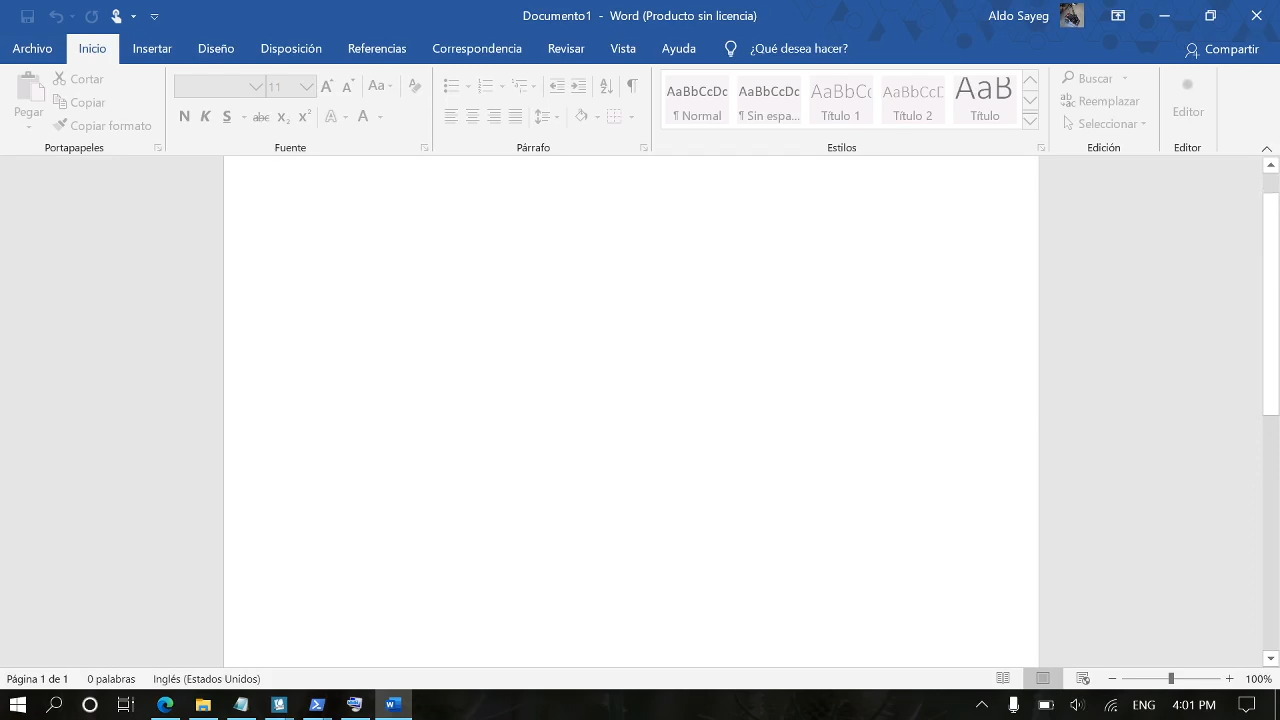 Documento1 - Word (Producto sin licencia)
Aldo Sayeg
Archivo Inicio Insertar Diseño Disposición Referencias Correspondencia Revisar Vista Ayuda ¿Qué desea hacer? Compartir
Pegar
Cortar
Copiar
Copiar formato
Portapapeles
11
Aa
N K S abc x₂ x² A A
Fuente
Párrafo
AaBbCcDc AaBbCcDc AaBbCc AaBbCcD AaB
¶ Normal ¶ Sin espa... Título 1 Título 2 Título
Estilos
Buscar
Reemplazar
Seleccionar
Edición
Editor
Editor
Página 1 de 1 0 palabras Inglés (Estados Unidos) 100%
ENG 4:01 PM